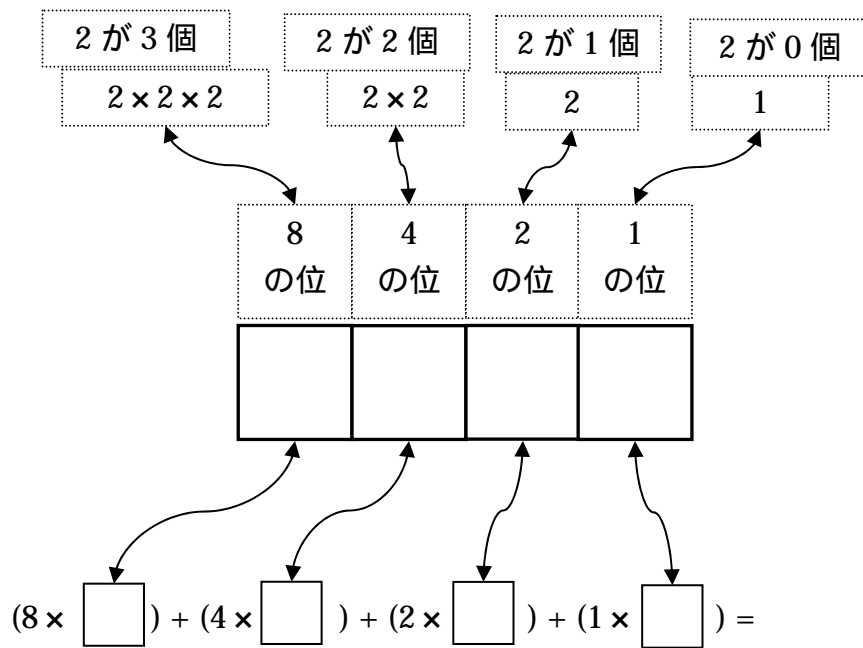 2が3個 2が2個 2が1個 2が0個
2×2×2 2×2 2 1
8 4 2 1
の位 の位 の位 の位
(8× ) + (4× ) + (2× ) + (1× ) =